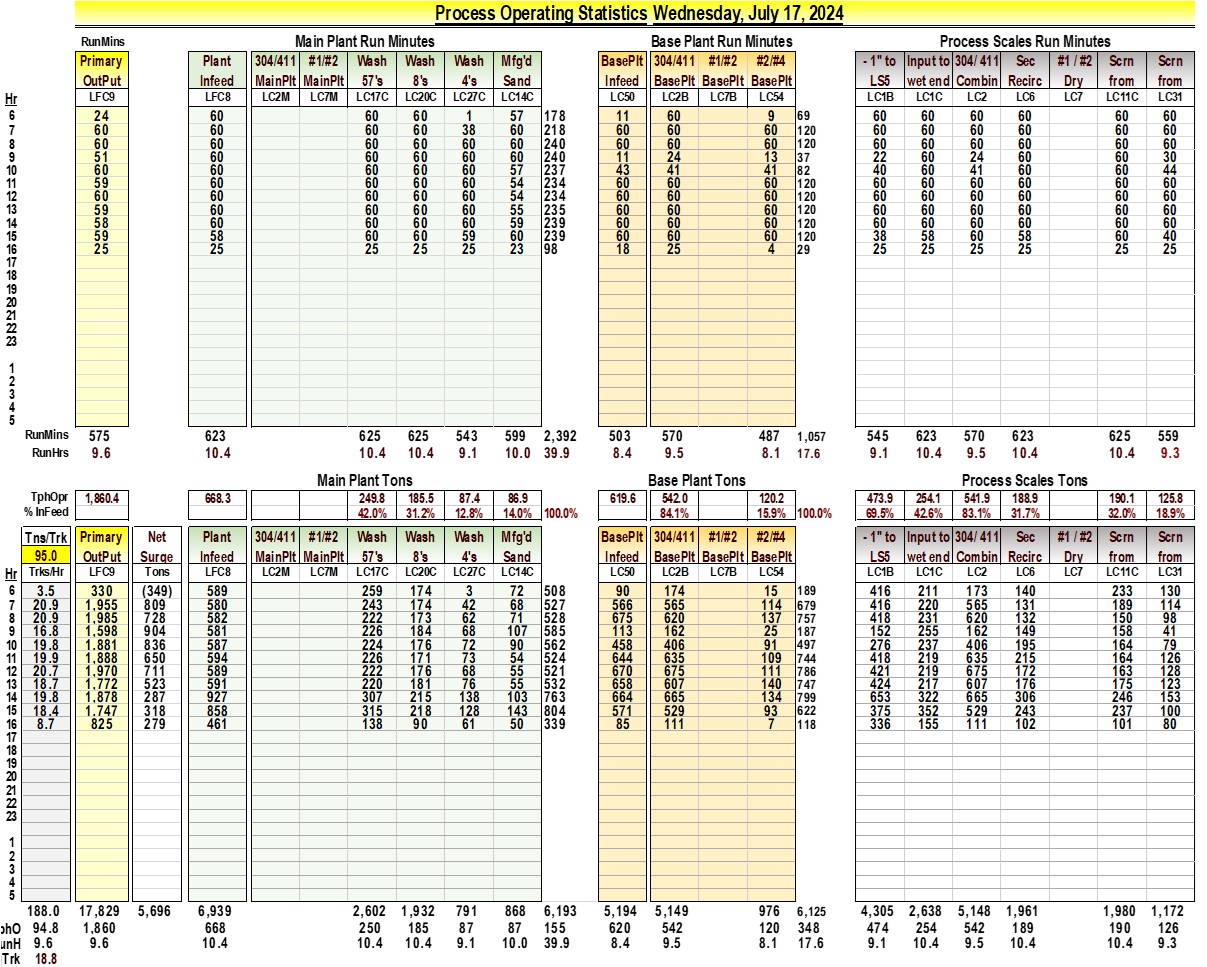 Process Operating Statistics Wednesday, July 17, 2024
RunMins Main Plant Run Minutes Base Plant Run Minutes Process Scales Run Minutes
Primary Plant 304/411 #1/#2 Wash Wash Wash Mfg'd BasePlt 304/411 #1/#2 #2/#4 - 1" to Input to 304/ 411 Sec #1 / #2 Scrn Scrn
OutPut Infeed MainPlt MainPlt 57's 8's 4's Sand Infeed BasePlt BasePlt BasePlt LS5 wet end Combin Recirc Dry from from
Hr LFC9 LFC8 LC2M LC7M LC17C LC20C LC27C LC14C LC50 LC2B LC7B LC54 LC1B LC1C LC2 LC6 LC7 LC11C LC31
6 24 60 60 60 1 57 178 11 60 9 69 60 60 60 60 60 60
7 60 60 60 60 38 60 218 60 60 60 120 60 60 60 60 60 60
8 60 60 60 60 60 60 240 60 60 60 120 60 60 60 60 60 60
9 51 60 60 60 60 60 240 11 24 13 37 22 60 24 60 60 30
10 60 60 60 60 60 57 237 43 41 41 82 40 60 41 60 60 44
11 59 60 60 60 60 54 234 60 60 60 120 60 60 60 60 60 60
12 60 60 60 60 60 54 234 60 60 60 120 60 60 60 60 60 60
13 59 60 60 60 60 55 235 60 60 60 120 60 60 60 60 60 60
14 58 60 60 60 60 59 239 60 60 60 120 60 60 60 60 60 60
15 59 58 60 60 59 60 239 60 60 60 120 38 58 60 58 60 40
16 25 25 25 25 25 23 98 18 25 4 29 25 25 25 25 25 25
17
18
19
20
21
22
23
1
2
3
4
5
RunMins 575 623 625 625 543 599 2,392 503 570 487 1,057 545 623 570 623 625 559
RunHrs 9.6 10.4 10.4 10.4 9.1 10.0 39.9 8.4 9.5 8.1 17.6 9.1 10.4 9.5 10.4 10.4 9.3
Main Plant Tons Base Plant Tons Process Scales Tons
TphOpr 1,860.4 668.3 249.8 185.5 87.4 86.9 619.6 542.0 120.2 473.9 254.1 541.9 188.9 190.1 125.8
% InFeed 42.0% 31.2% 12.8% 14.0% 100.0% 84.1% 15.9% 100.0% 69.5% 42.6% 83.1% 31.7% 32.0% 18.9%
Tns/Trk Primary Net Plant 304/411 #1/#2 Wash Wash Wash Mfg'd BasePlt 304/411 #1/#2 #2/#4 - 1" to Input to 304/ 411 Sec #1 / #2 Scrn Scrn
95.0 OutPut Surge Infeed MainPlt MainPlt 57's 8's 4's Sand Infeed BasePlt BasePlt BasePlt LS5 wet end Combin Recirc Dry from from
Hr Trks/Hr LFC9 Tons LFC8 LC2M LC7M LC17C LC20C LC27C LC14C LC50 LC2B LC7B LC54 LC1B LC1C LC2 LC6 LC7 LC11C LC31
6 3.5 330 (349) 589 259 174 3 72 508 90 174 15 189 416 211 173 140 233 130
7 20.9 1,955 809 580 243 174 42 68 527 566 565 114 679 416 220 565 131 189 114
8 20.9 1,985 728 582 222 173 62 71 528 675 620 137 757 418 231 620 132 150 98
9 16.8 1,598 904 581 226 184 68 107 585 113 162 25 187 152 255 162 149 158 41
10 19.8 1,881 836 587 224 176 72 90 562 458 406 91 497 276 237 406 195 164 79
11 19.9 1,888 650 594 226 171 73 54 524 644 635 109 744 418 219 635 215 164 126
12 20.7 1,970 711 589 222 176 68 55 521 670 675 111 786 421 219 675 172 163 128
13 18.7 1,772 523 591 220 181 76 55 532 658 607 140 747 424 217 607 176 175 123
14 19.8 1,878 287 927 307 215 138 103 763 664 665 134 799 653 322 665 306 246 153
15 18.4 1,747 318 858 315 218 128 143 804 571 529 93 622 375 352 529 243 237 100
16 8.7 825 279 461 138 90 61 50 339 85 111 7 118 336 155 111 102 101 80
17
18
19
20
21
22
23
1
2
3
4
5
188.0 17,829 5,696 6,939 2,602 1,932 791 868 6,193 5,194 5,149 976 6,125 4,305 2,638 5,148 1,961 1,980 1,172
phO 94.8 1,860 668 250 185 87 87 155 620 542 120 348 474 254 542 189 190 126
unH 9.6 9.6 10.4 10.4 10.4 9.1 10.0 39.9 8.4 9.5 8.1 17.6 9.1 10.4 9.5 10.4 10.4 9.3
Trk 18.8